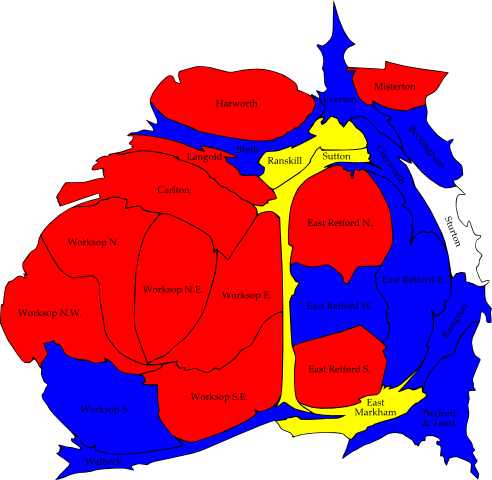 Everton
Misterton
Harworth
Beckingham
Blyth
Langold
Ranskill
Sutton
Clayworth
Carlton
Sturton
East Retford N.
Worksop N.
East Retford E.
Worksop N.E.
Worksop E.
East Retford W.
Worksop N.W.
Rampton
East Retford S.
Worksop S.E.
Worksop S.
East
Markham
Tuxford
& Trent
Welbeck